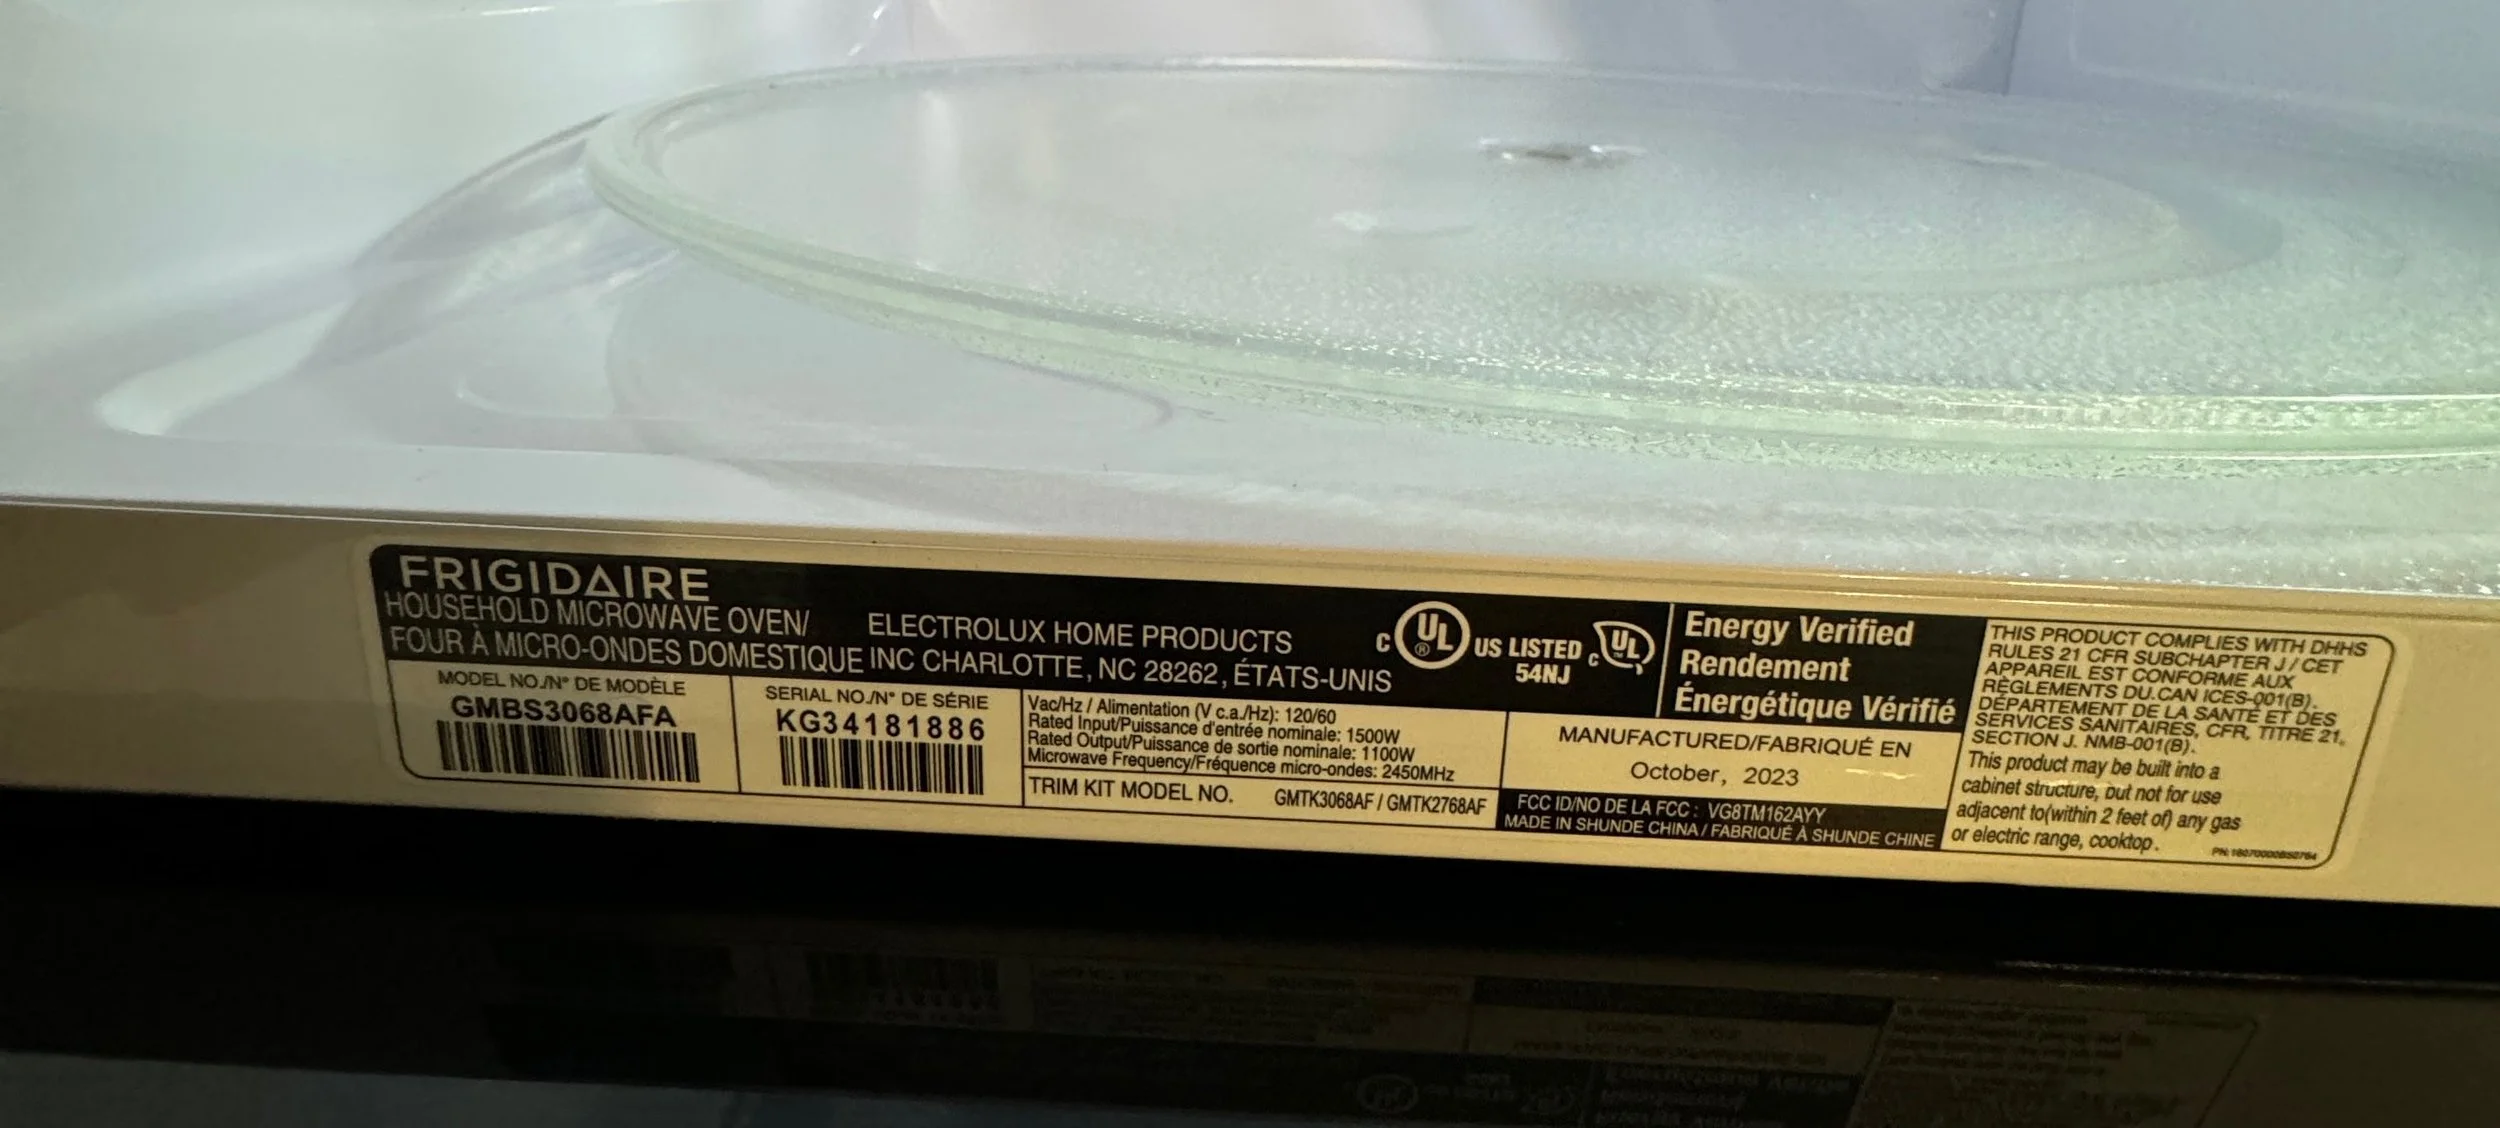 FRIGIDAIRE
HOUSEHOLD MICROWAVE OVEN/
FOUR À MICRO-ONDES DOMESTIQUE
ELECTROLUX HOME PRODUCTS
INC CHARLOTTE, NC 28262, ÉTATS-UNIS
C UL ® US LISTED
54NJ
C UL
Energy Verified
Rendement
Énergétique Vérifié
MODEL NO./N° DE MODÈLE
GMBS3068AFA
SERIAL NO./N° DE SÉRIE
KG34181886
Vac/Hz / Alimentation (V c.a./Hz): 120/60
Rated Input/Puissance d'entrée nominale: 1500W
Rated Output/Puissance de sortie nominale: 1100W
Microwave Frequency/Fréquence micro-ondes: 2450MHz
TRIM KIT MODEL NO. GMTK3068AF / GMTK2768AF
MANUFACTURED/FABRIQUÉ EN
October, 2023
FCC ID/NO DE LA FCC : VG8TM162AYY
MADE IN SHUNDE CHINA / FABRIQUÉ À SHUNDE CHINE
THIS PRODUCT COMPLIES WITH DHHS
RULES 21 CFR SUBCHAPTER J / CET
APPAREIL EST CONFORME AUX
RÈGLEMENTS DU.CAN ICES-001(B).
DÉPARTEMENT DE LA SANTÉ ET DES
SERVICES SANITAIRES, CFR, TITRE 21,
SECTION J. NMB-001(B).
This product may be built into a
cabinet structure, but not for use
adjacent to(within 2 feet of) any gas
or electric range, cooktop.